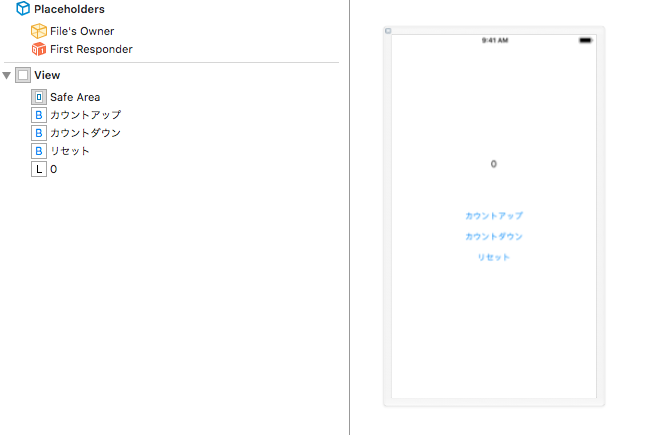 Placeholders
File's Owner
First Responder
View
Safe Area
B カウントアップ
B カウントダウン
B リセット
L 0
9:41 AM
0
カウントアップ
カウントダウン
リセット